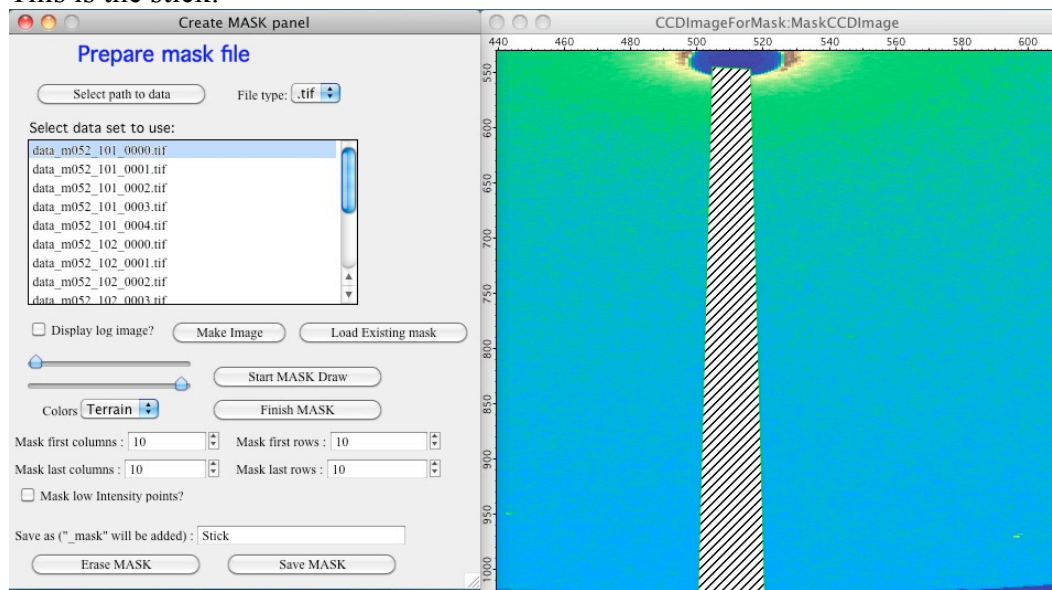 This is the stick:
Create MASK panel
Prepare mask file
Select path to data
File type: .tif
Select data set to use:
data_m052_101_0000.tif
data_m052_101_0001.tif
data_m052_101_0002.tif
data_m052_101_0003.tif
data_m052_101_0004.tif
data_m052_102_0000.tif
data_m052_102_0001.tif
data_m052_102_0002.tif
data_m052_102_0003.tif
Display log image?
Make Image
Load Existing mask
Start MASK Draw
Colors Terrain
Finish MASK
Mask first columns : 10
Mask first rows : 10
Mask last columns : 10
Mask last rows : 10
Mask low Intensity points?
Save as ("_mask" will be added) : Stick
Erase MASK
Save MASK
CCDImageForMask:MaskCCDImage
440 460 480 500 520 540 560 580 600
550
600
650
700
750
800
850
900
950
1000